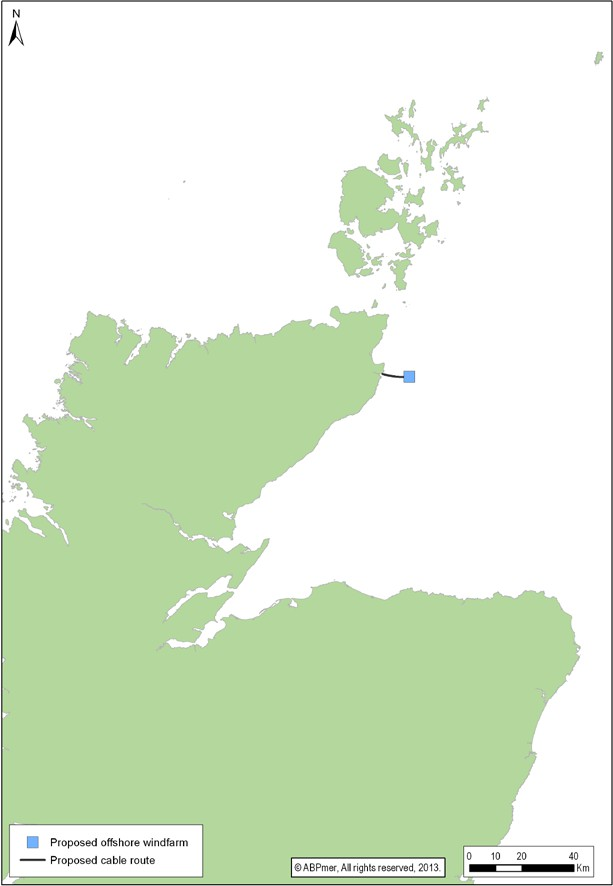 N
Proposed offshore windfarm
Proposed cable route
© ABPmer, All rights reserved, 2013.
0 10 20 40
Km